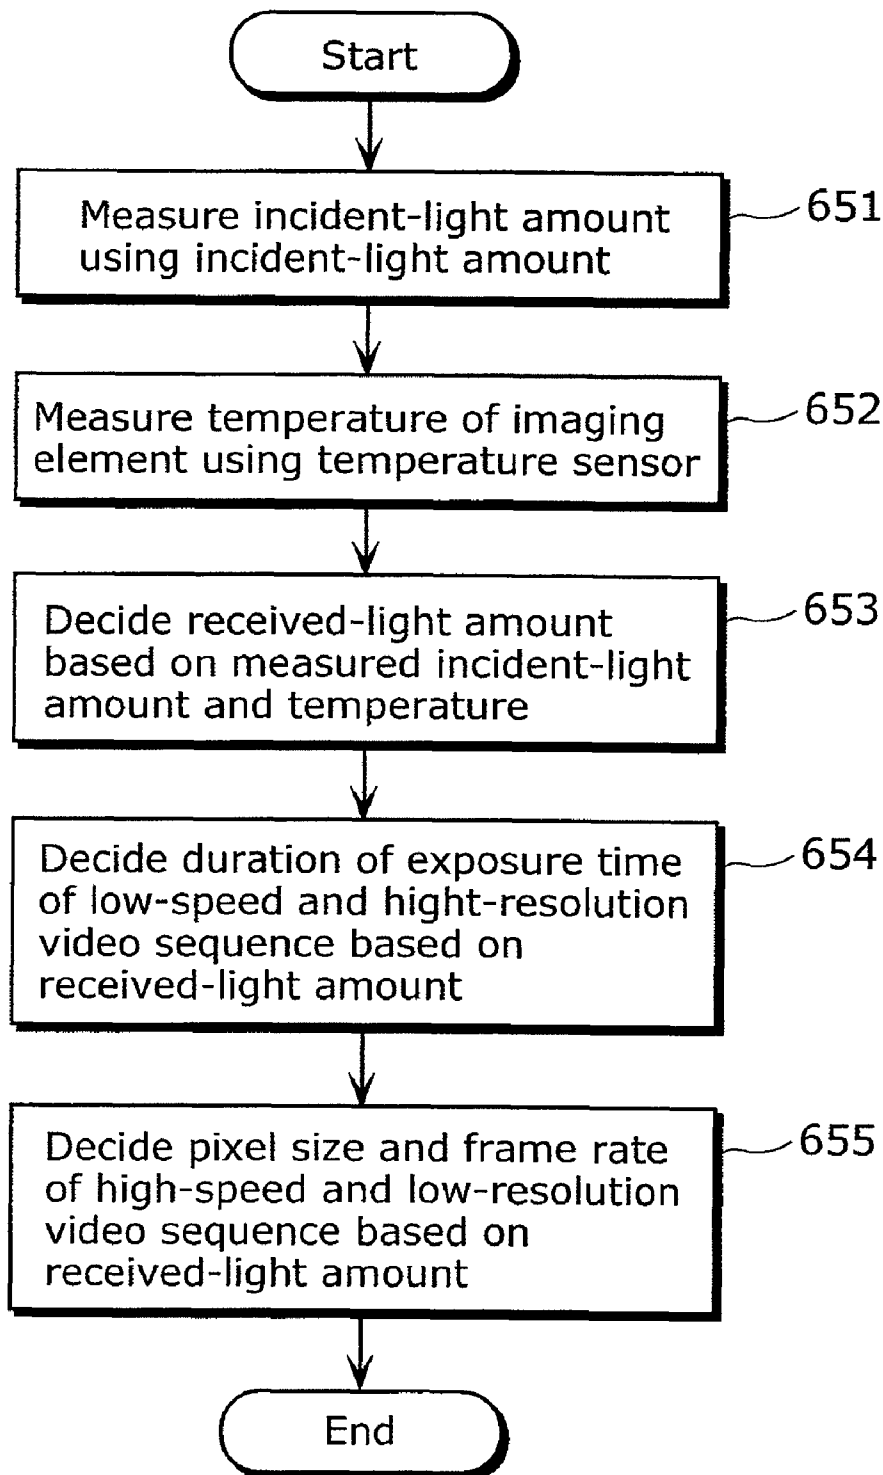 Start
Measure incident-light amount
using incident-light amount
651
Measure temperature of imaging
element using temperature sensor
652
Decide received-light amount
based on measured incident-light
amount and temperature
653
Decide duration of exposure time
of low-speed and hight-resolution
video sequence based on
received-light amount
654
Decide pixel size and frame rate
of high-speed and low-resolution
video sequence based on
received-light amount
655
End